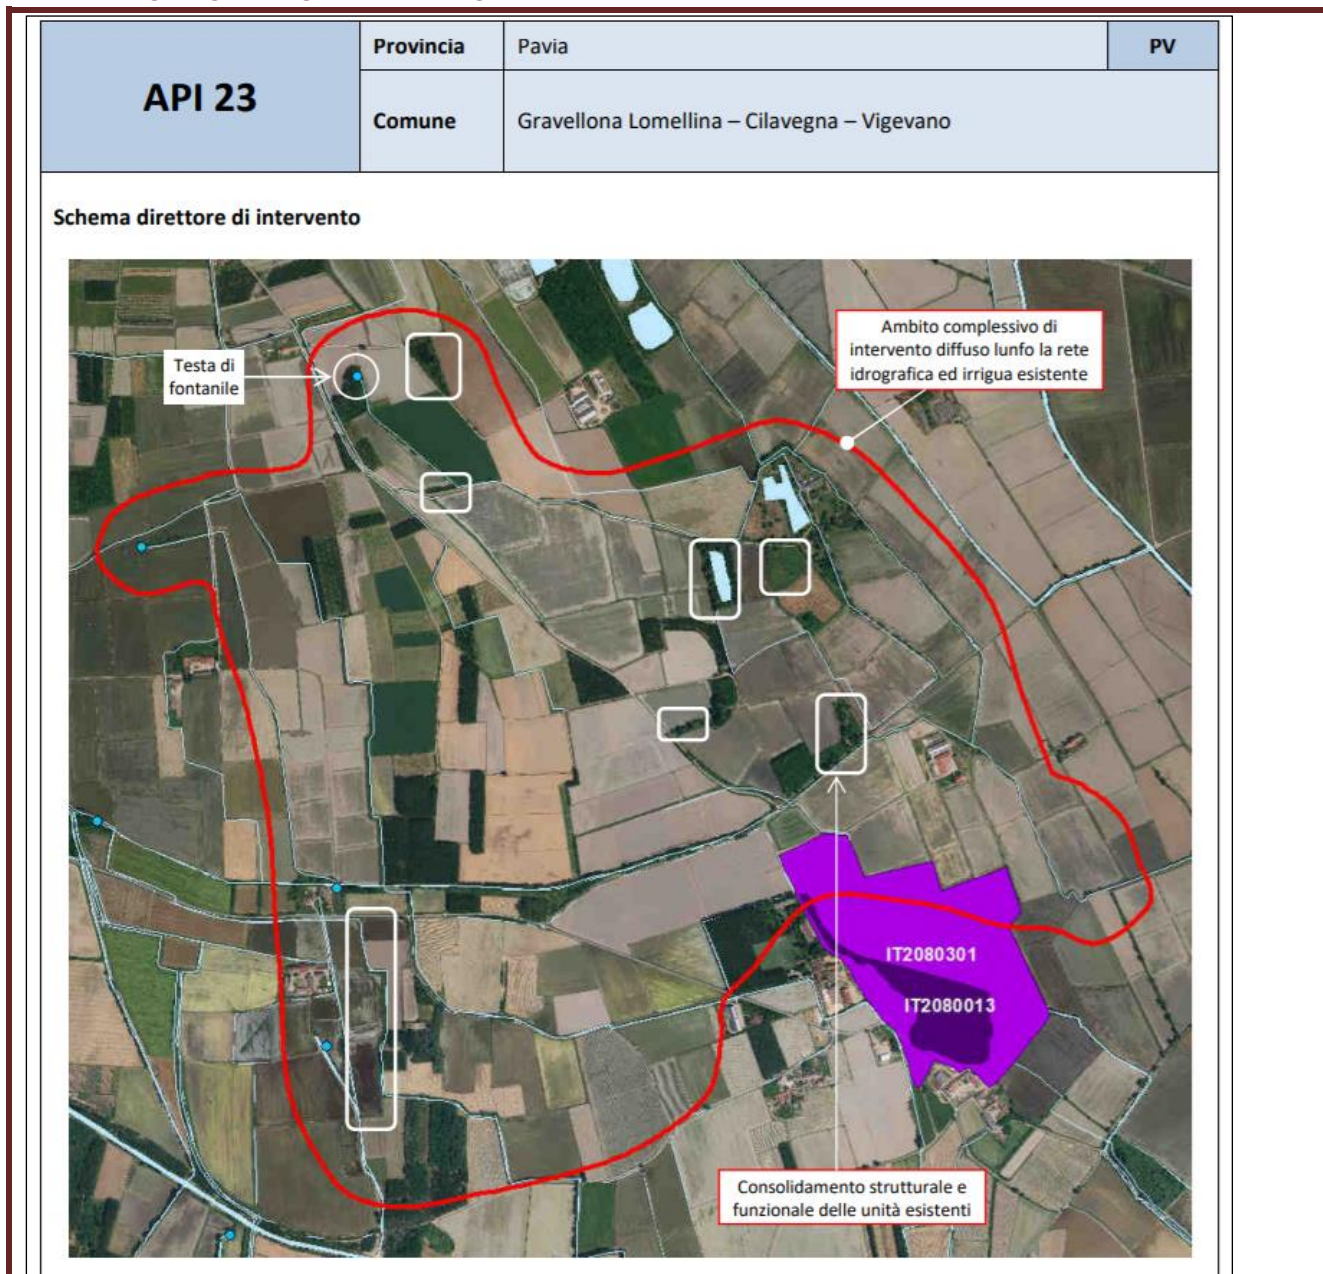 API 23
Provincia
Pavia
PV
Comune
Gravellona Lomellina – Cilavegna – Vigevano
Schema direttore di intervento
Ambito complessivo di
intervento diffuso lunfo la rete
idrografica ed irrigua esistente
Testa di
fontanile
IT2080301
IT2080013
Consolidamento strutturale e
funzionale delle unità esistenti